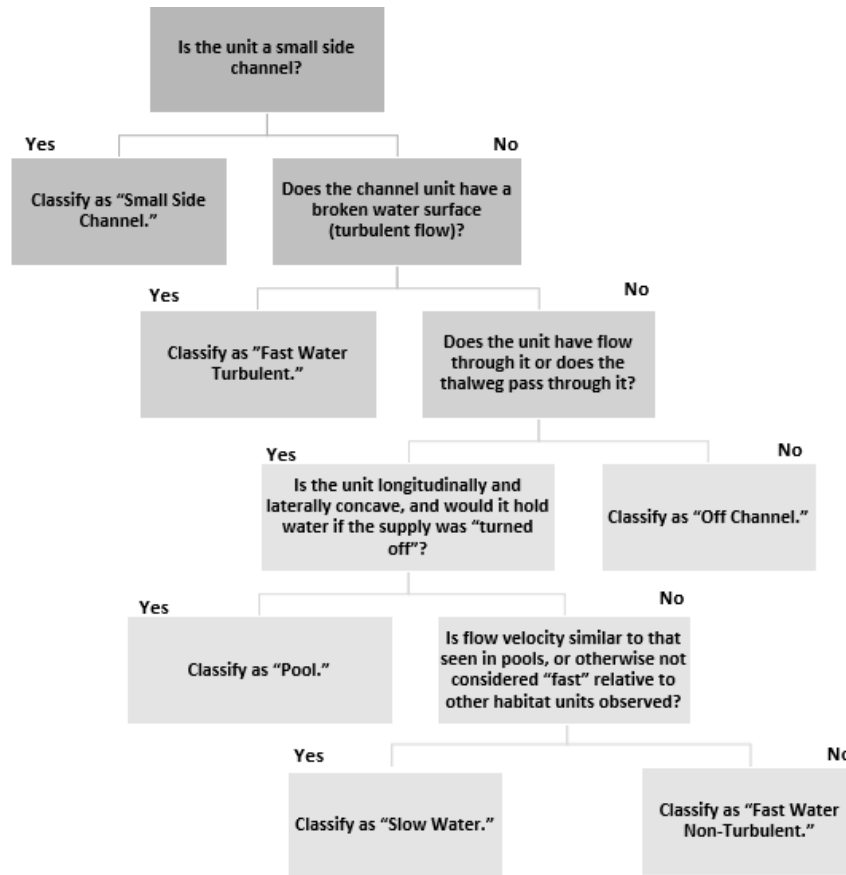 Is the unit a small side
channel?
Yes
No
Classify as “Small Side
Channel.”
Does the channel unit have a
broken water surface
(turbulent flow)?
Yes
No
Classify as ”Fast Water
Turbulent.”
Does the unit have flow
through it or does the
thalweg pass through it?
Yes
No
Is the unit longitudinally and
laterally concave, and would it hold
water if the supply was “turned
off”?
Classify as “Off Channel.”
Yes
No
Classify as “Pool.”
Is flow velocity similar to that
seen in pools, or otherwise not
considered “fast” relative to
other habitat units observed?
Yes
No
Classify as “Slow Water.”
Classify as “Fast Water
Non-Turbulent.”